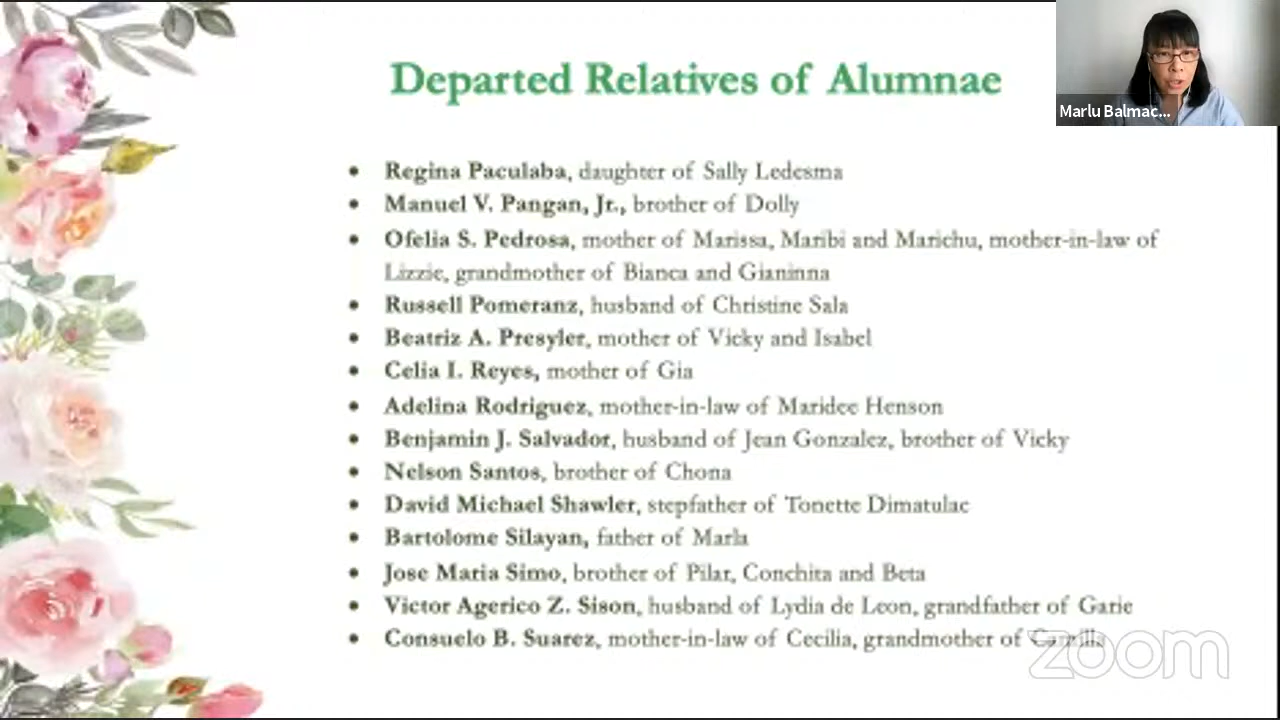 Departed Relatives of Alumnae
Marlu Balmac...
• Regina Paculaba, daughter of Sally Ledesma
• Manuel V. Pangan, Jr., brother of Dolly
• Ofelia S. Pedrosa, mother of Marissa, Maribi and Marichu, mother-in-law of
Lizzie, grandmother of Bianca and Gianinna
• Russell Pomeranz, husband of Christine Sala
• Beatriz A. Presyler, mother of Vicky and Isabel
• Celia I. Reyes, mother of Gia
• Adelina Rodriguez, mother-in-law of Maridee Henson
• Benjamin J. Salvador, husband of Jean Gonzalez, brother of Vicky
• Nelson Santos, brother of Chona
• David Michael Shawler, stepfather of Tonette Dimatulac
• Bartolome Silayan, father of Marla
• Jose Maria Simo, brother of Pilar, Conchita and Beta
• Victor Agerico Z. Sison, husband of Lydia de Leon, grandfather of Garie
• Consuelo B. Suarez, mother-in-law of Cecilia, grandmother of Camilla
zoom